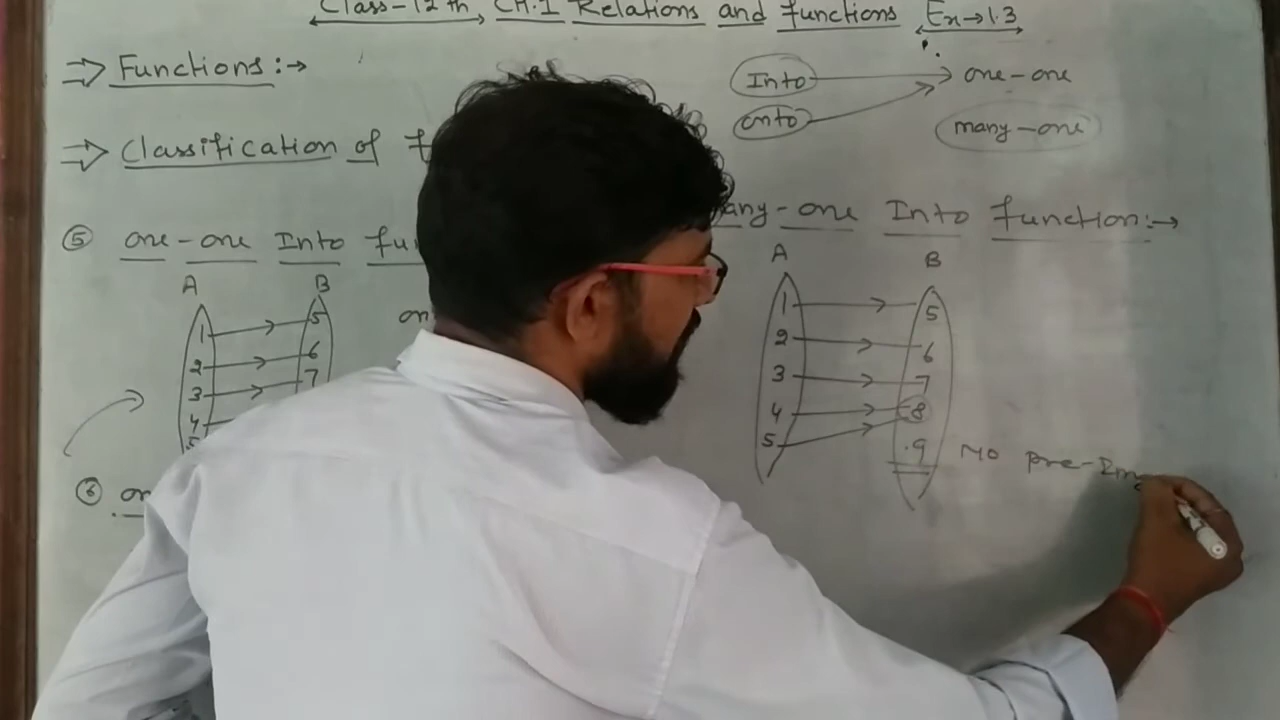 Class-12th CH.1 Relations and functions Ex→1.3
⇒ Functions:→
Into → one-one
onto
many-one
⇒ Classification of
⑤ one-one Into fu
many-one Into function:→
A B
1 5
2 6
3 7
4
5
A B
1 5
2 6
3 7
4 8
5 9 No pre-Im
⑥